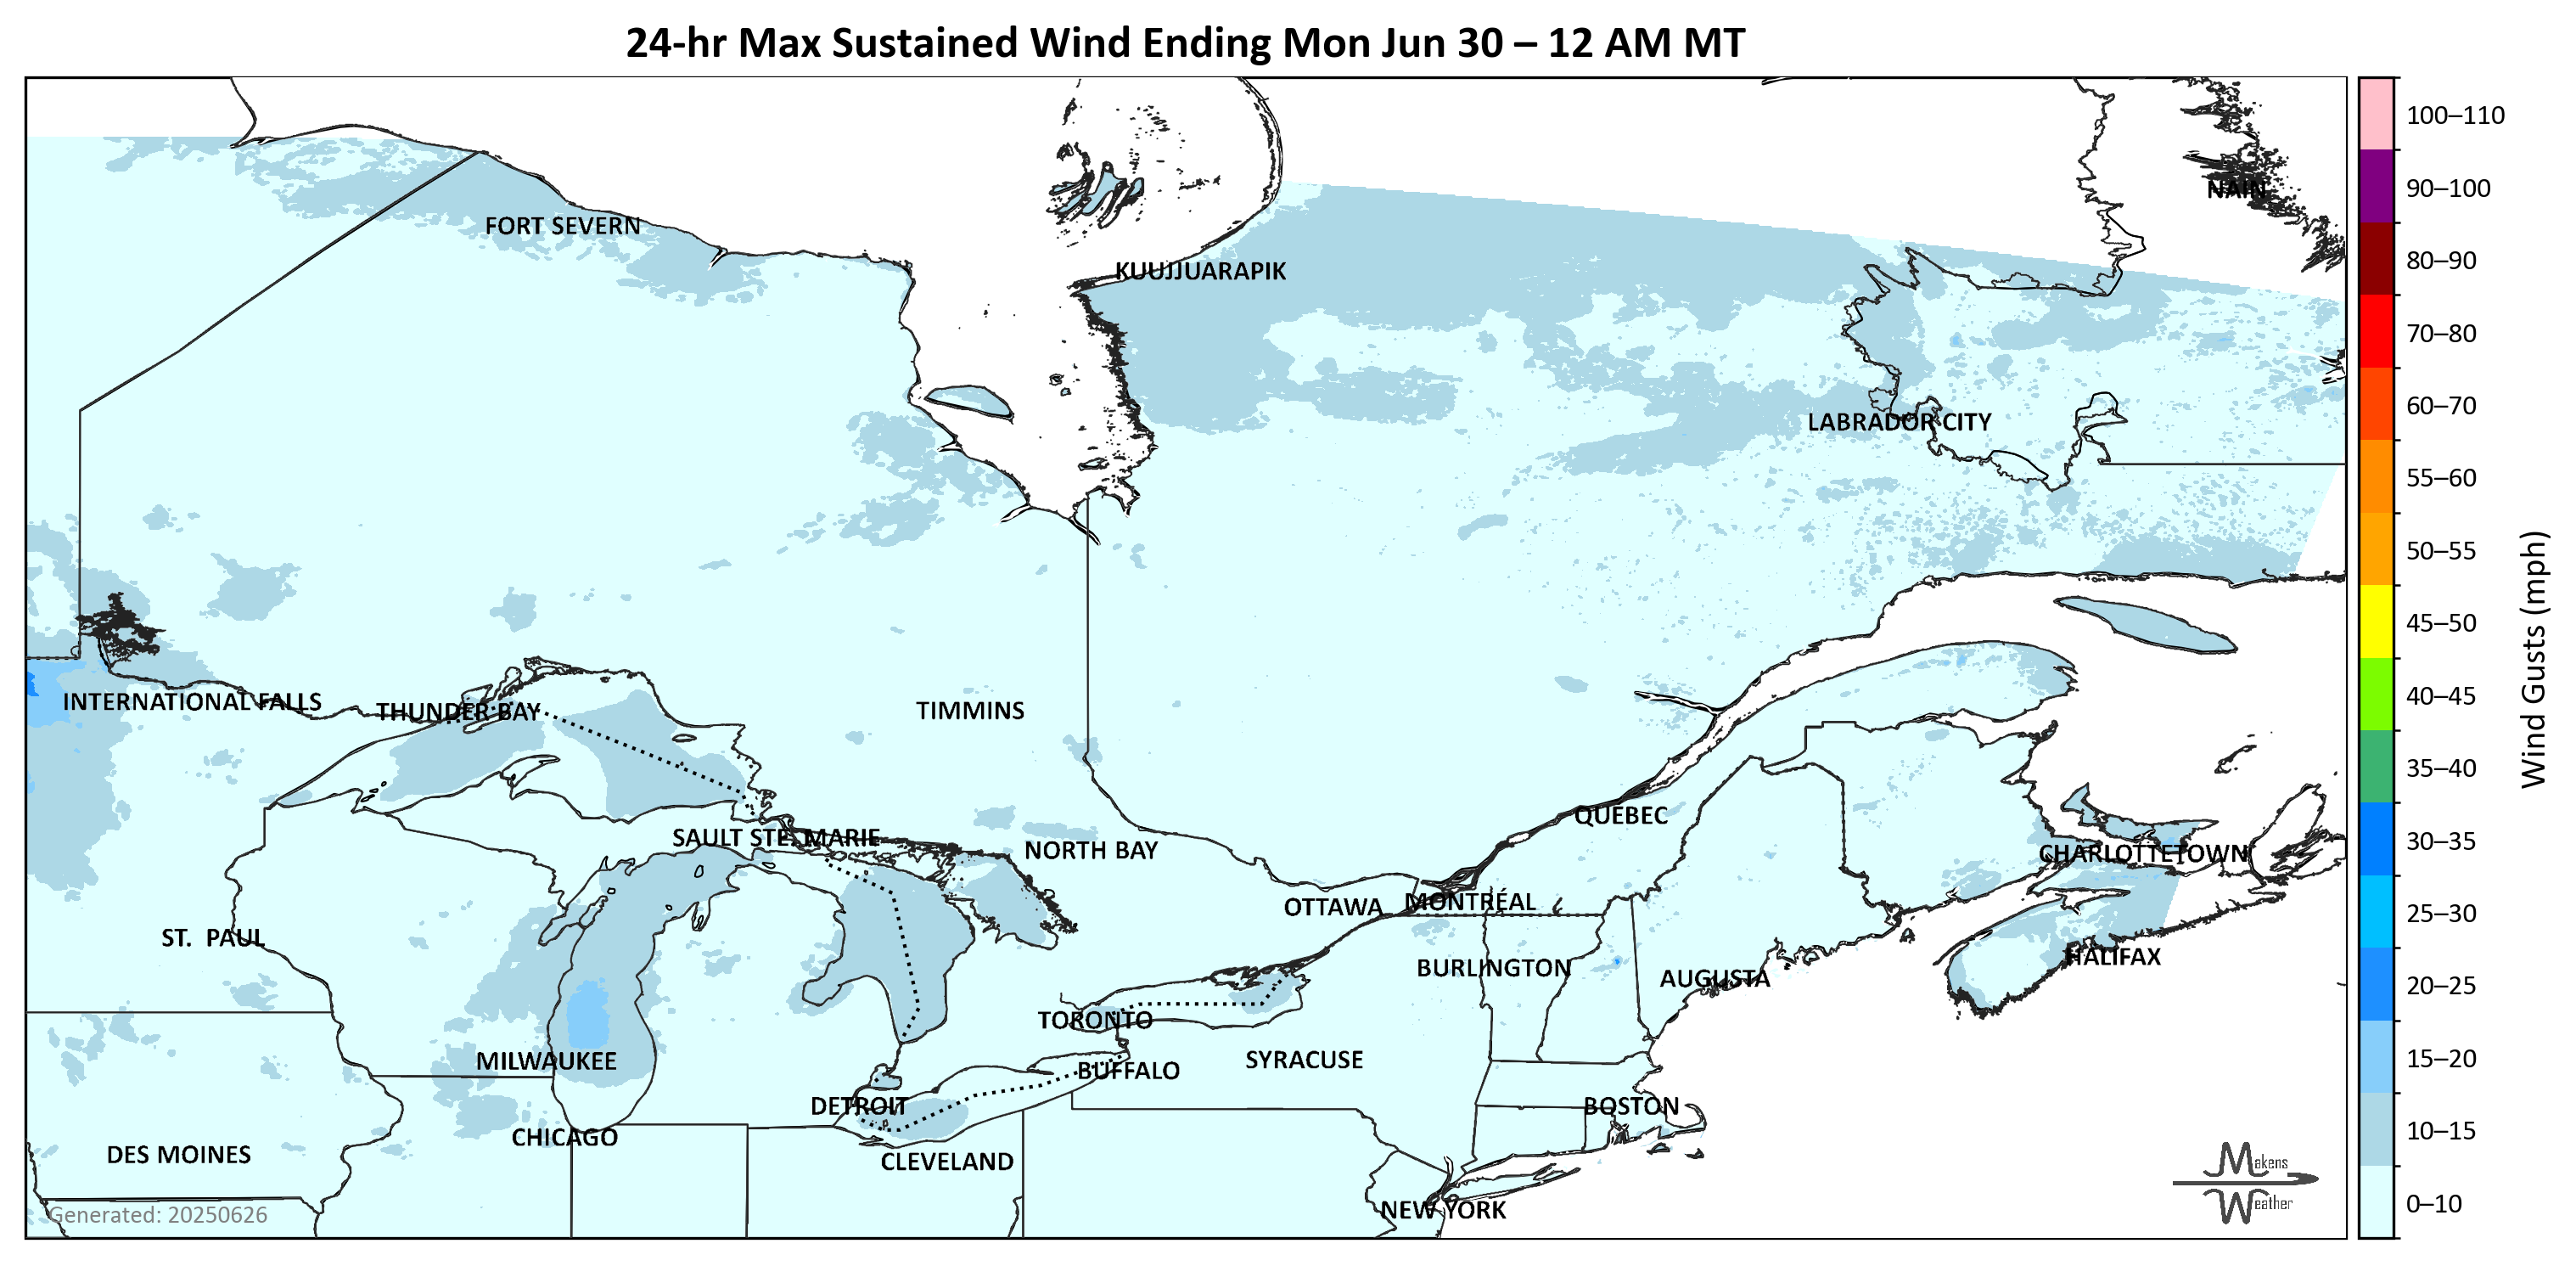 24-hr Max Sustained Wind Ending Mon Jun 30 – 12 AM MT
100–110
90–100
80–90
70–80
60–70
55–60
50–55
45–50
40–45
35–40
30–35
25–30
20–25
15–20
10–15
0–10
Wind Gusts (mph)
NAIN
FORT SEVERN
KUUJJUARAPIK
LABRADOR CITY
INTERNATIONAL FALLS
THUNDER BAY
TIMMINS
QUÉBEC
SAULT STE. MARIE
NORTH BAY
CHARLOTTETOWN
OTTAWA
MONTRÉAL
ST. PAUL
HALIFAX
BURLINGTON
AUGUSTA
TORONTO
MILWAUKEE
SYRACUSE
BUFFALO
DETROIT
BOSTON
CHICAGO
DES MOINES
CLEVELAND
NEW YORK
Makens
Weather
Generated: 20250626